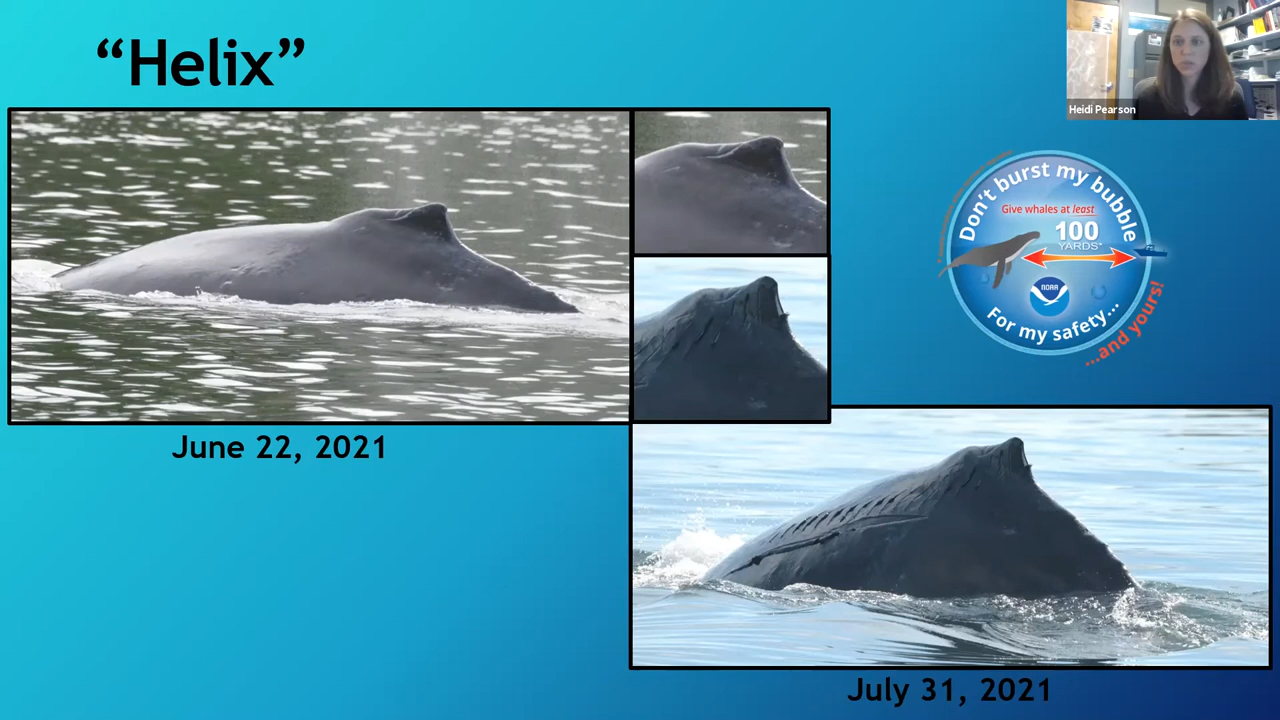 “Helix”
Heidi Pearson
Don't burst my bubble
Give whales at least
100
YARDS*
NOAA
For my safety...
...and yours!
June 22, 2021
July 31, 2021